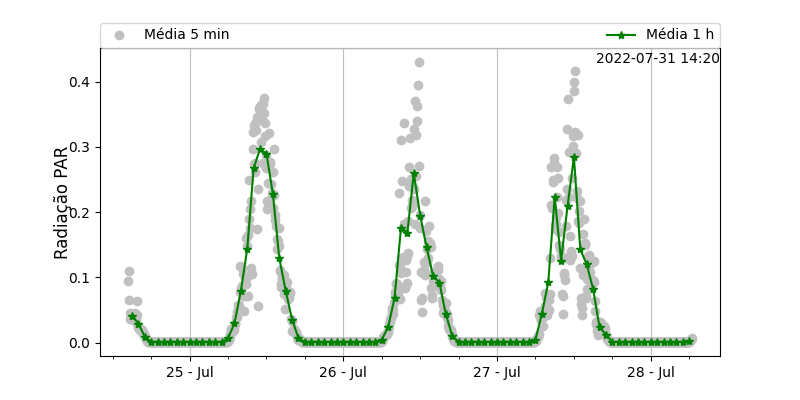 Média 5 min
Média 1 h
2022-07-31 14:20
Radiação PAR
0.4
0.3
0.2
0.1
0.0
25 - Jul
26 - Jul
27 - Jul
28 - Jul